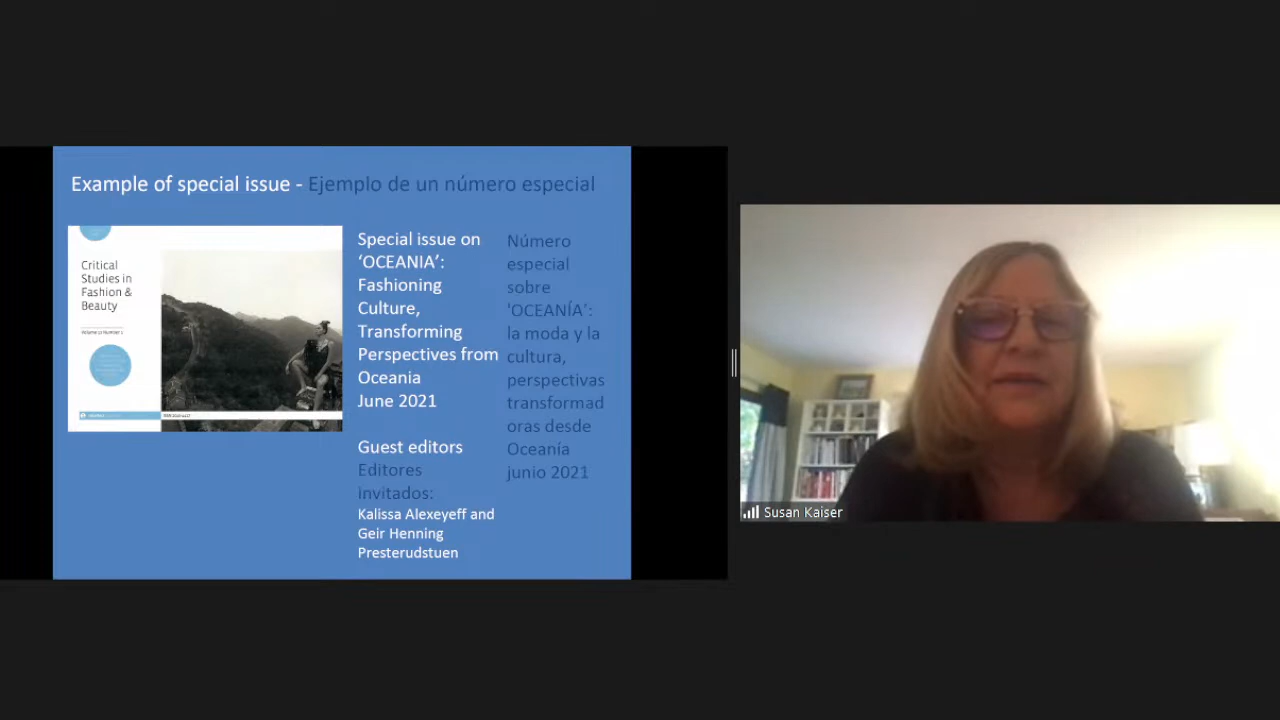 Example of special issue - Ejemplo de un número especial
Critical
Studies in
Fashion &
Beauty
Special issue on
‘OCEANIA’:
Fashioning
Culture,
Transforming
Perspectives from
Oceania
June 2021
Guest editors
Editores
invitados:
Kalissa Alexeyeff and
Geir Henning
Presterudstuen
Número
especial
sobre
‘OCEANÍA’:
la moda y la
cultura,
perspectivas
transformad
oras desde
Oceanía
junio 2021
Susan Kaiser